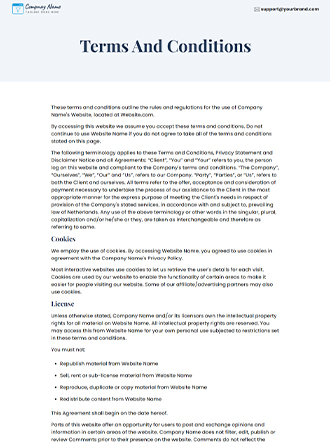 Company Name
support@yourbrand.com
Terms And Conditions
These terms and conditions outline the rules and regulations for the use of Company
Name's Website, located at Website.com.
By accessing this website we assume you accept these terms and conditions. Do not
continue to use Website Name if you do not agree to take all of the terms and conditions
stated on this page.
The following terminology applies to these Terms and Conditions, Privacy Statement and
Disclaimer Notice and all Agreements: "Client", "You" and "Your" refers to you, the person
log on this website and compliant to the Company's terms and conditions. "The Company",
"Ourselves", "We", "Our" and "Us", refers to our Company. "Party", "Parties", or "Us", refers to
both the Client and ourselves. All terms refer to the offer, acceptance and consideration of
payment necessary to undertake the process of our assistance to the Client in the most
appropriate manner for the express purpose of meeting the Client's needs in respect of
provision of the Company's stated services, in accordance with and subject to, prevailing
law of Netherlands. Any use of the above terminology or other words in the singular, plural,
capitalization and/or he/she or they, are taken as interchangeable and therefore as
referring to same.
Cookies
We employ the use of cookies. By accessing Website Name, you agreed to use cookies in
agreement with the Company Name's Privacy Policy.
Most interactive websites use cookies to let us retrieve the user's details for each visit.
Cookies are used by our website to enable the functionality of certain areas to make it
easier for people visiting our website. Some of our affiliate/advertising partners may also
use cookies.
License
Unless otherwise stated, Company Name and/or its licensors own the intellectual property
rights for all material on Website Name. All intellectual property rights are reserved. You
may access this from Website Name for your own personal use subjected to restrictions set
in these terms and conditions.
You must not:
• Republish material from Website Name
• Sell, rent or sub-license material from Website Name
• Reproduce, duplicate or copy material from Website Name
• Redistribute content from Website Name
This Agreement shall begin on the date hereof.
Parts of this website offer an opportunity for users to post and exchange opinions and
information in certain areas of the website. Company Name does not filter, edit, publish or
review Comments prior to their presence on the website. Comments do not reflect the